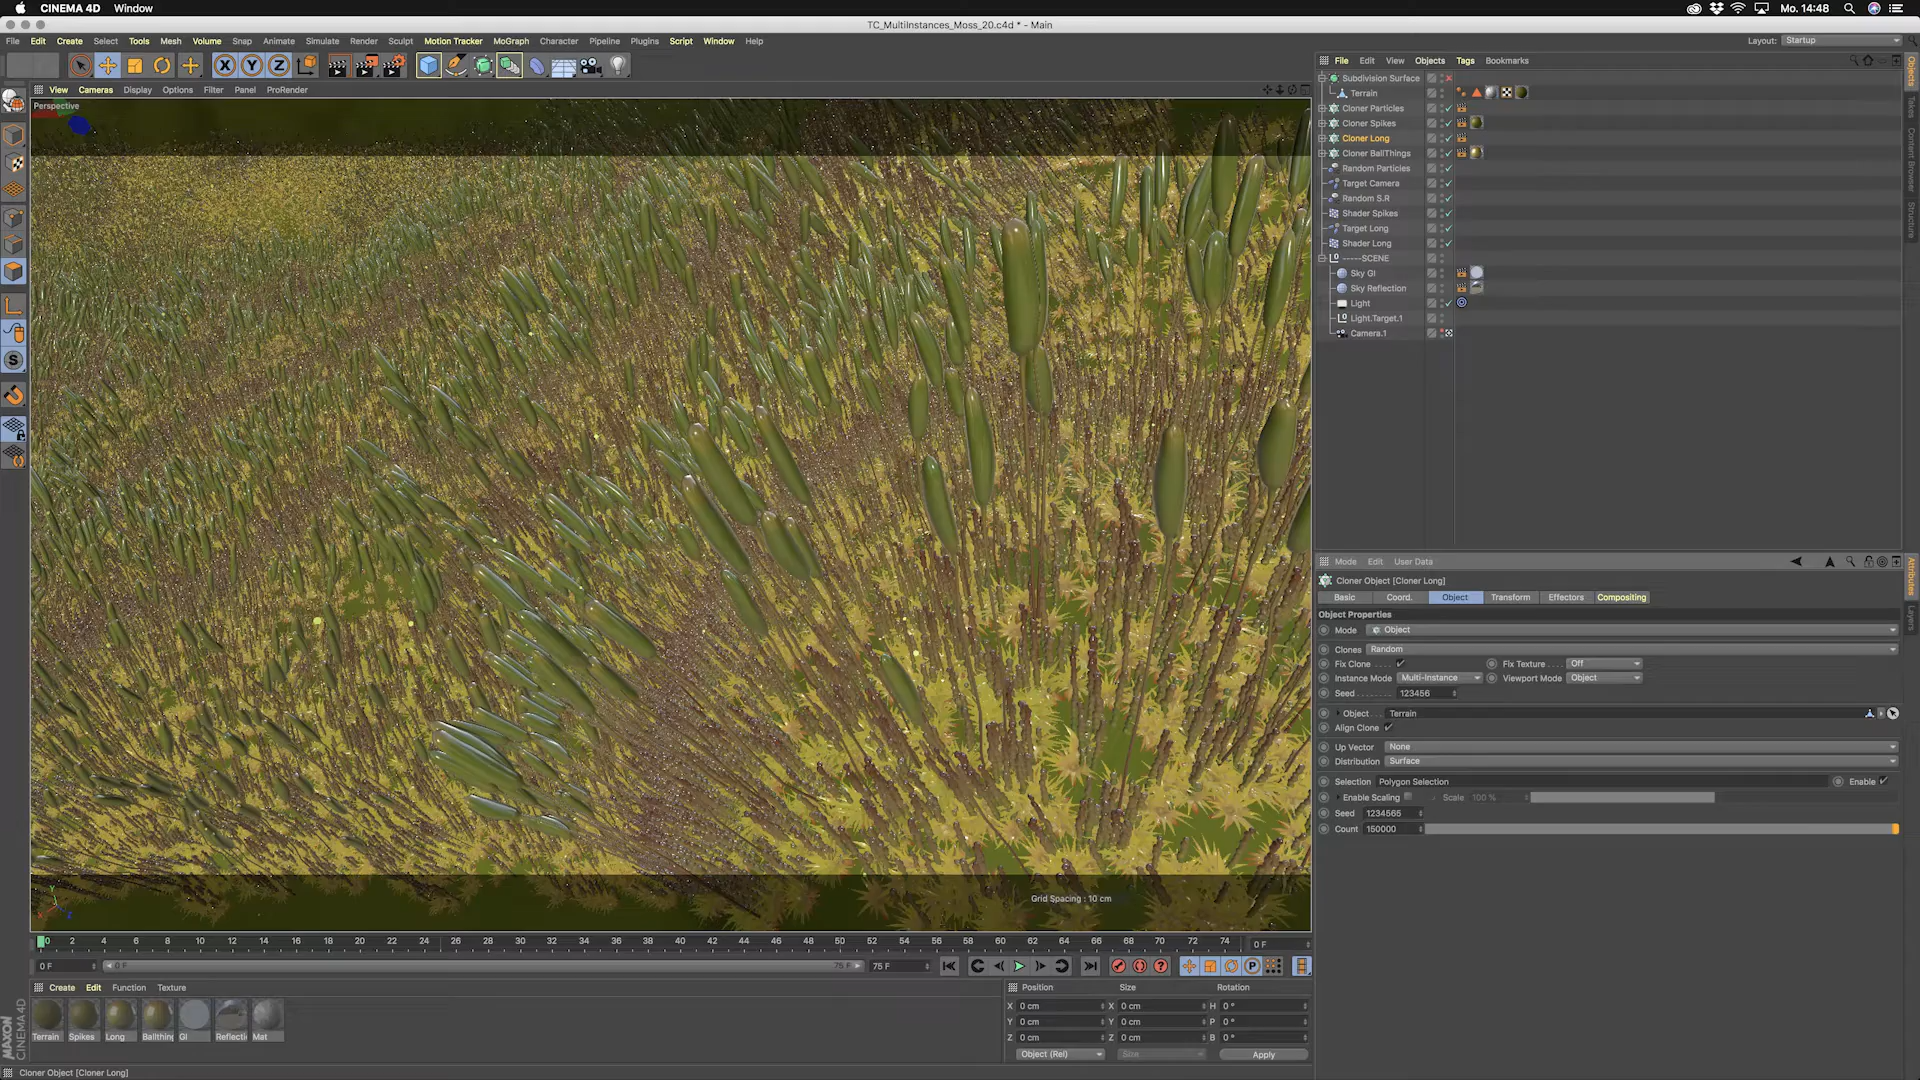 CINEMA 4D Window Mo. 14:48
TC_MultiInstances_Moss_20.c4d * - Main
File Edit Create Select Tools Mesh Volume Snap Animate Simulate Render Sculpt Motion Tracker MoGraph Character Pipeline Plugins Script Window Help Layout: Startup
X Y Z
View Cameras Display Options Filter Panel ProRender
Perspective
Grid Spacing : 10 cm
File Edit View Objects Tags Bookmarks
Subdivision Surface
Terrain
Cloner Particles
Cloner Spikes
Cloner Long
Cloner BallThings
Random Particles
Target Camera
Random S.R
Shader Spikes
Target Long
Shader Long
-----SCENE
Sky GI
Sky Reflection
Light
Light.Target.1
Camera.1
Objects
Takes
Content Browser
Structure
Mode Edit User Data
Cloner Object [Cloner Long]
Basic Coord. Object Transform Effectors Compositing
Object Properties
Mode Object
Clones Random
Fix Clone Fix Texture Off
Instance Mode Multi-Instance Viewport Mode Object
Seed 123456
Object Terrain
Align Clone
Up Vector None
Distribution Surface
Selection Polygon Selection Enable
Enable Scaling Scale 100 %
Seed 1234565
Count 150000
Attributes
Layers
0 2 4 6 8 10 12 14 16 18 20 22 24 26 28 30 32 34 36 38 40 42 44 46 48 50 52 54 56 58 60 62 64 66 68 70 72 74 0 F
0 F 0 F 75 F 75 F
Create Edit Function Texture
Terrain Spikes Long Ballthing GI Reflectic Mat
Position Size Rotation
X 0 cm X 0 cm H 0 °
Y 0 cm Y 0 cm P 0 °
Z 0 cm Z 0 cm B 0 °
Object (Rel) Size Apply
MAXON
CINEMA 4D
Cloner Object [Cloner Long]